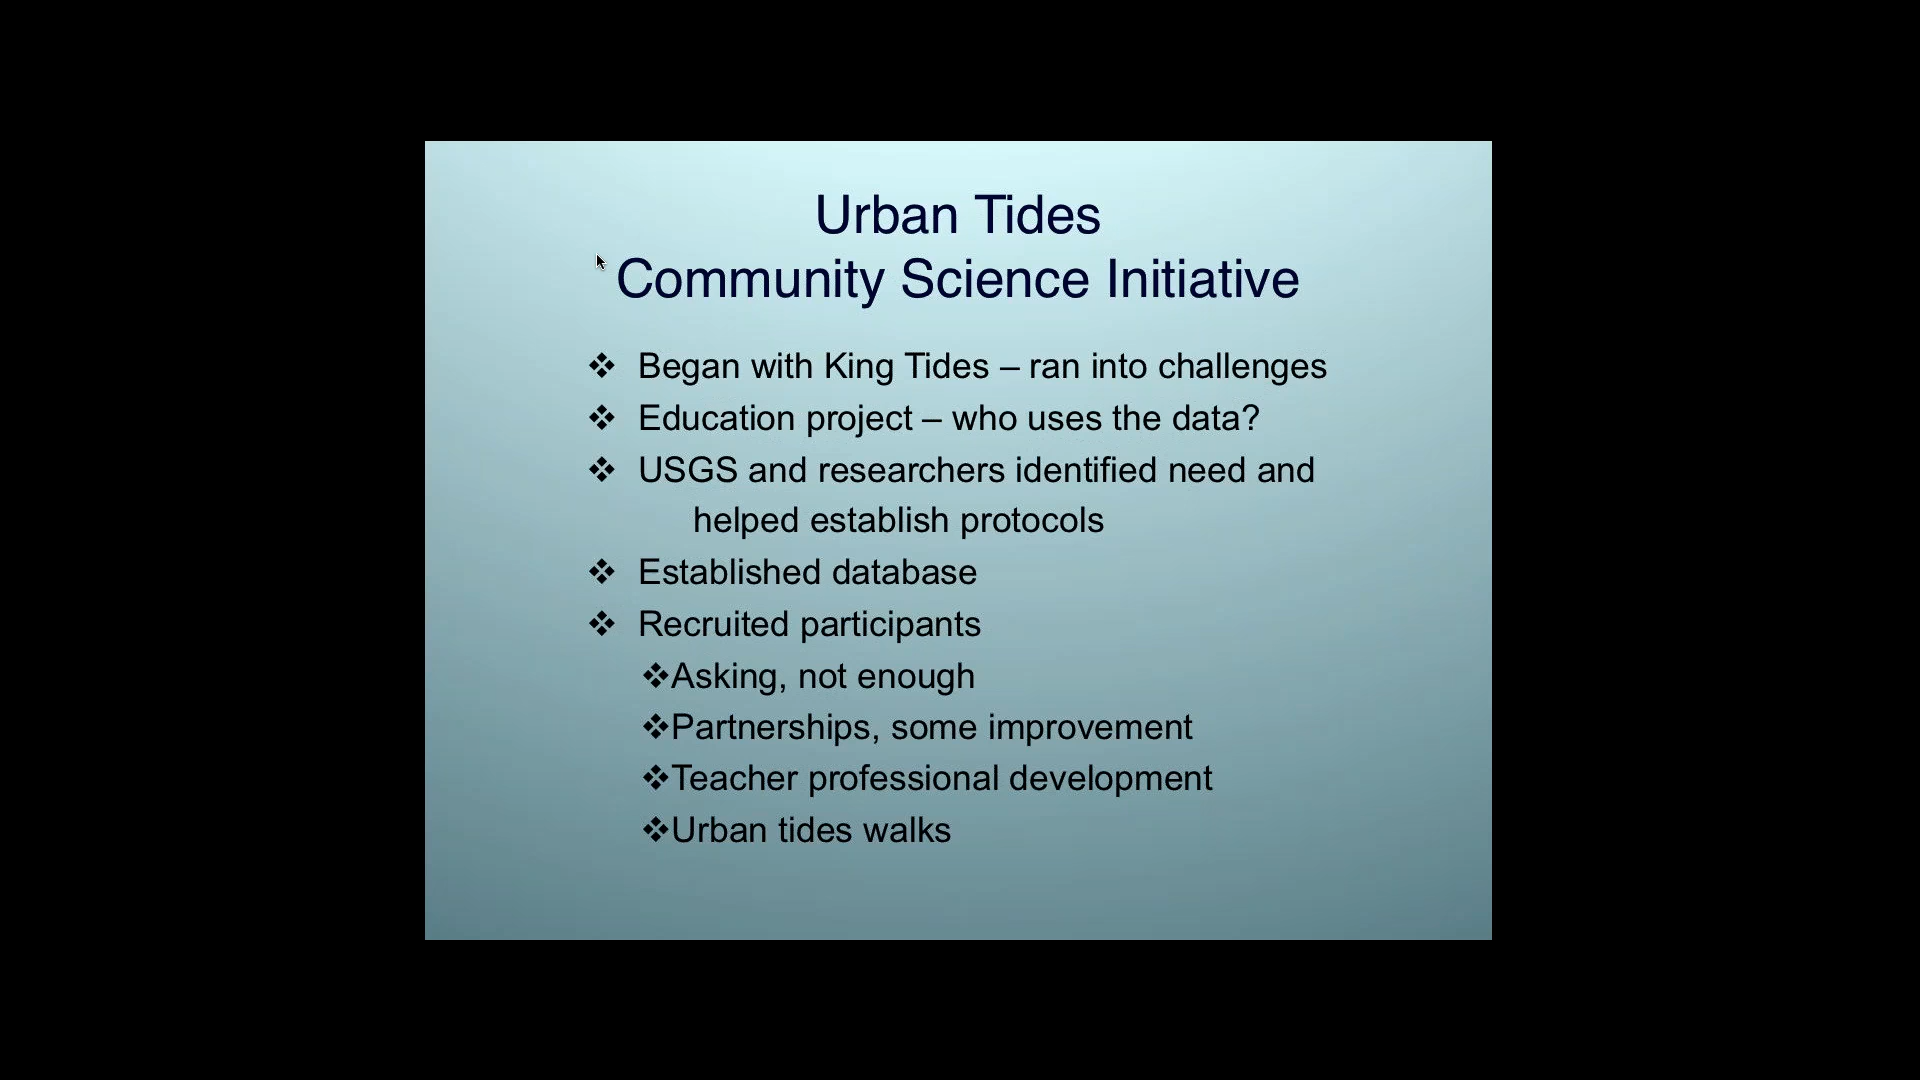 Urban Tides
Community Science Initiative
❖ Began with King Tides – ran into challenges
❖ Education project – who uses the data?
❖ USGS and researchers identified need and
helped establish protocols
❖ Established database
❖ Recruited participants
❖Asking, not enough
❖Partnerships, some improvement
❖Teacher professional development
❖Urban tides walks